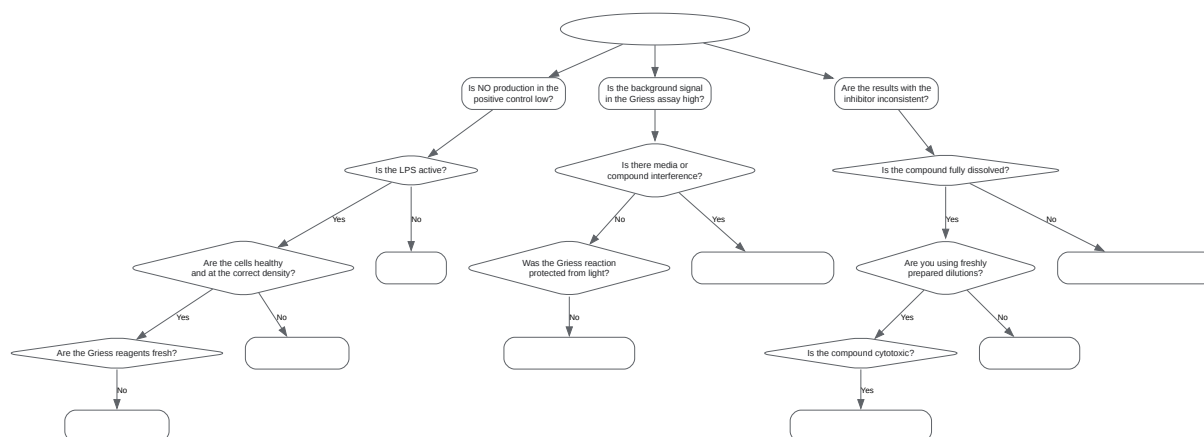 Is NO production in the
positive control low?
Is the background signal
in the Griess assay high?
Are the results with the
inhibitor inconsistent?
Is the LPS active?
Is there media or
compound interference?
Is the compound fully dissolved?
Yes
No
No
Yes
Yes
No
Are the cells healthy
and at the correct density?
Was the Griess reaction
protected from light?
Are you using freshly
prepared dilutions?
Yes
No
No
Yes
No
Are the Griess reagents fresh?
Is the compound cytotoxic?
No
Yes